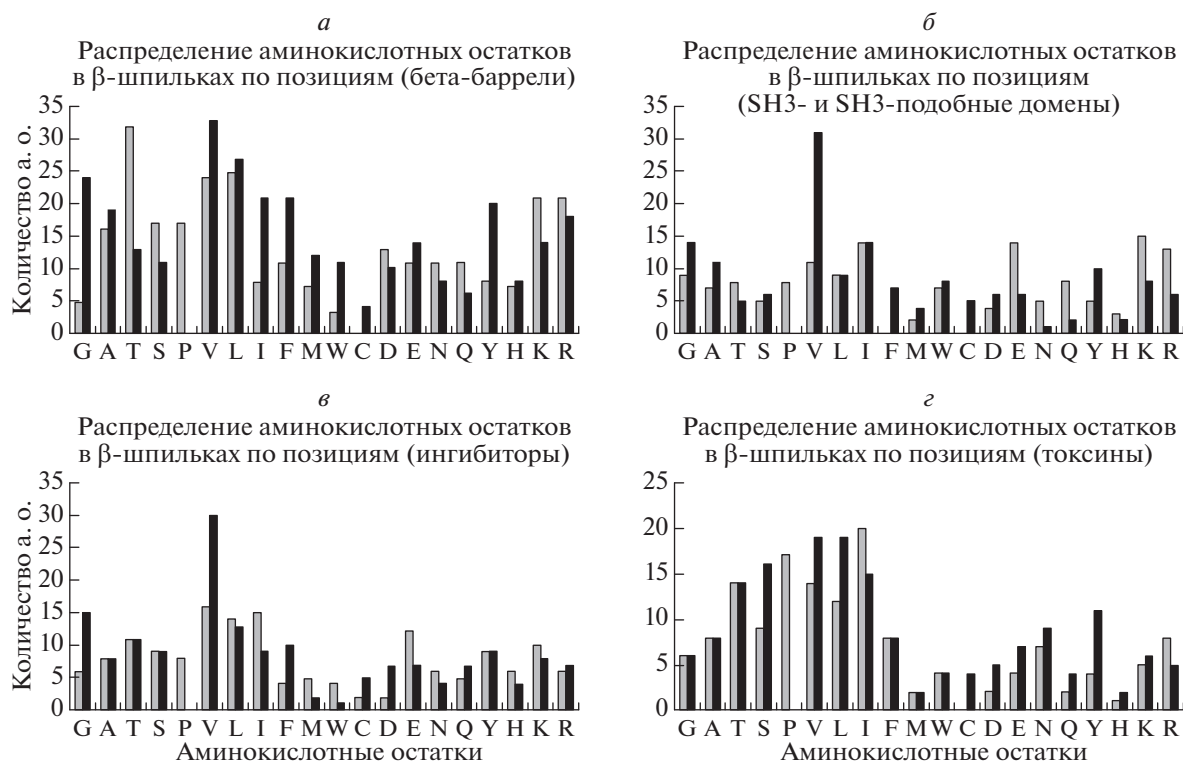 а
Распределение аминокислотных остатков
в β-шпильках по позициям (бета-баррели)
Количество а. о.
35
30
25
20
15
10
5
0
G A T S P V L I F M W C D E N Q Y H K R
б
Распределение аминокислотных остатков
в β-шпильках по позициям
(SH3- и SH3-подобные домены)
35
30
25
20
15
10
5
0
G A T S P V L I F M W C D E N Q Y H K R
в
Распределение аминокислотных остатков
в β-шпильках по позициям (ингибиторы)
Количество а. о.
35
30
25
20
15
10
5
0
G A T S P V L I F M W C D E N Q Y H K R
Аминокислотные остатки
г
Распределение аминокислотных остатков
в β-шпильках по позициям (токсины)
25
20
15
10
5
0
G A T S P V L I F M W C D E N Q Y H K R
Аминокислотные остатки